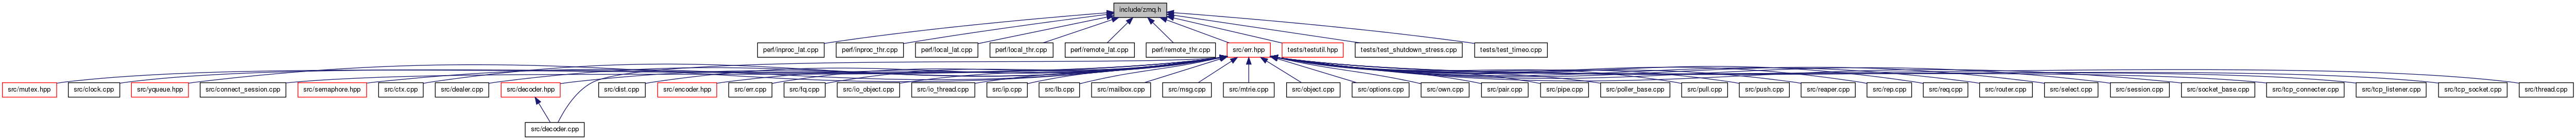 include/zmq.h
perf/inproc_lat.cpp
perf/inproc_thr.cpp
perf/local_lat.cpp
perf/local_thr.cpp
perf/remote_lat.cpp
perf/remote_thr.cpp
src/err.hpp
tests/testutil.hpp
tests/test_shutdown_stress.cpp
tests/test_timeo.cpp
src/mutex.hpp
src/clock.cpp
src/yqueue.hpp
src/connect_session.cpp
src/semaphore.hpp
src/ctx.cpp
src/dealer.cpp
src/decoder.hpp
src/dist.cpp
src/encoder.hpp
src/err.cpp
src/fq.cpp
src/io_object.cpp
src/io_thread.cpp
src/ip.cpp
src/lb.cpp
src/mailbox.cpp
src/msg.cpp
src/mtrie.cpp
src/object.cpp
src/options.cpp
src/own.cpp
src/pair.cpp
src/pipe.cpp
src/poller_base.cpp
src/pull.cpp
src/push.cpp
src/reaper.cpp
src/rep.cpp
src/req.cpp
src/router.cpp
src/select.cpp
src/session.cpp
src/socket_base.cpp
src/tcp_connecter.cpp
src/tcp_listener.cpp
src/tcp_socket.cpp
src/thread.cpp
src/decoder.cpp